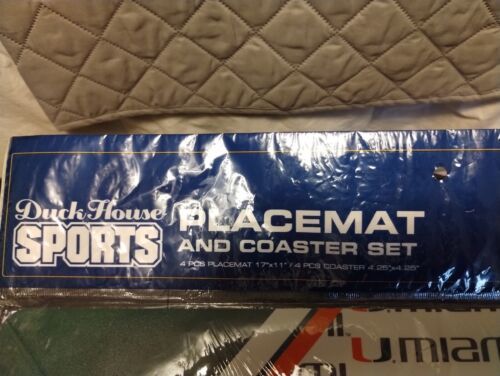 Duck House
SPORTS
PLACEMAT
AND COASTER SET
4 PCS PLACEMAT 17"x11" / 4 PCS COASTER 4.25"x4.25"
U.miam